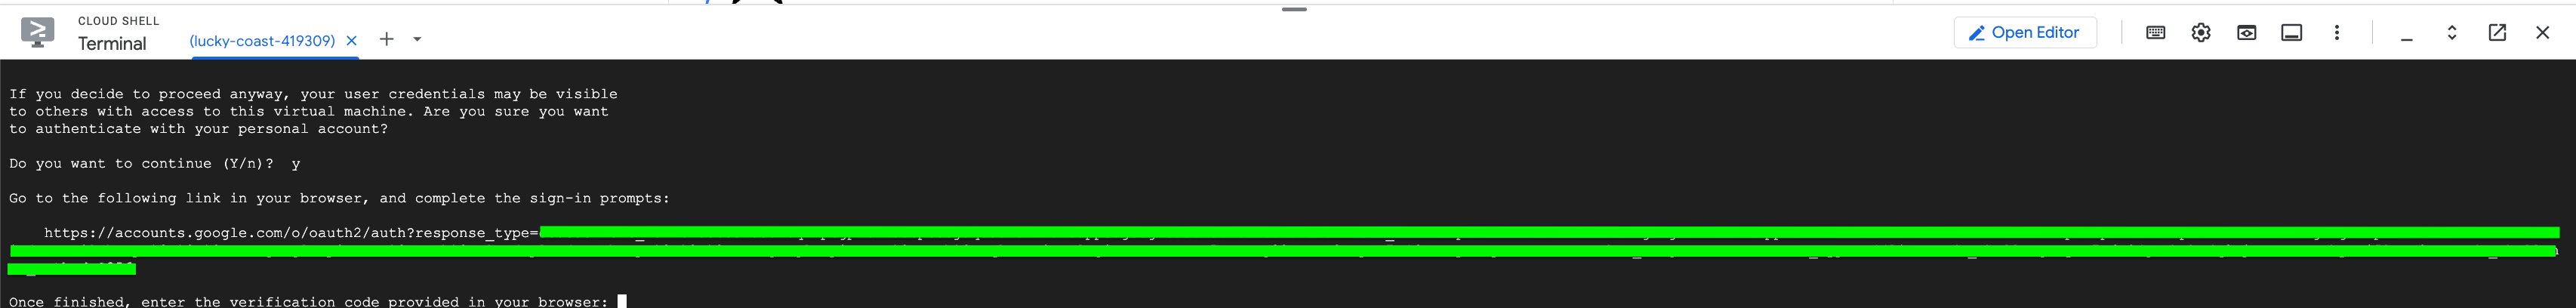 CLOUD SHELL
Terminal
(lucky-coast-419309)
Open Editor
If you decide to proceed anyway, your user credentials may be visible
to others with access to this virtual machine. Are you sure you want
to authenticate with your personal account?
Do you want to continue (Y/n)?  y
Go to the following link in your browser, and complete the sign-in prompts:
https://accounts.google.com/o/oauth2/auth?response_type=
Once finished, enter the verification code provided in your browser: